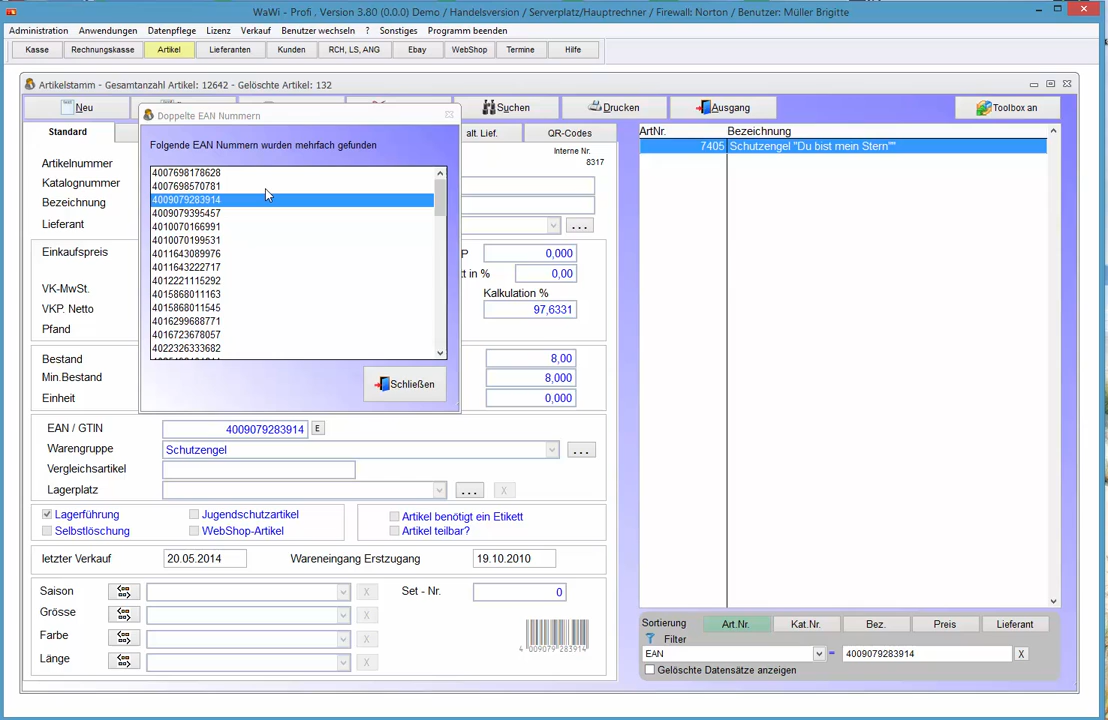 WaWi - Profi . Version 3.80 (0.0.0) Demo / Handelsversion / Serverplatz/Hauptrechner / Firewall: Norton / Benutzer: Müller Brigitte
Administration Anwendungen Datenpflege Lizenz Verkauf Benutzer wechseln ? Sonstiges Programm beenden
Kasse Rechnungskasse Artikel Lieferanten Kunden RCH, LS, ANG Ebay WebShop Termine Hilfe
Artikelstamm - Gesamtanzahl Artikel: 12642 - Gelöschte Artikel: 132
Neu Suchen Drucken Ausgang Toolbox an
Doppelte EAN Nummern
Folgende EAN Nummern wurden mehrfach gefunden
4007698178628
4007698570781
4009079283914
4009079395457
4010070166991
4010070199531
4011643089976
4011643222717
4012221115292
4015868011163
4015868011545
4016299688771
4016723678057
4022326333682
Schließen
Standard alt. Lief. QR-Codes
Interne Nr.
8317
Artikelnummer
Katalognummer
Bezeichnung
Lieferant ...
Einkaufspreis P 0,000
tt in % 0,00
VK-MwSt. Kalkulation %
VKP. Netto 97,6331
Pfand
Bestand 8,00
Min.Bestand 8,000
Einheit 0,000
EAN / GTIN 4009079283914 E
Warengruppe Schutzengel ...
Vergleichsartikel
Lagerplatz ... X
Lagerführung Jugendschutzartikel Artikel benötigt ein Etikett
Selbstlöschung WebShop-Artikel Artikel teilbar?
letzter Verkauf 20.05.2014 Wareneingang Erstzugang 19.10.2010
Saison X Set - Nr. 0
Grösse X
Farbe X
Länge X
4 009079 283914
ArtNr. Bezeichnung
7405 Schutzengel "Du bist mein Stern""
Sortierung Art.Nr. Kat.Nr. Bez. Preis Lieferant
Filter
EAN = 4009079283914 X
Gelöschte Datensätze anzeigen